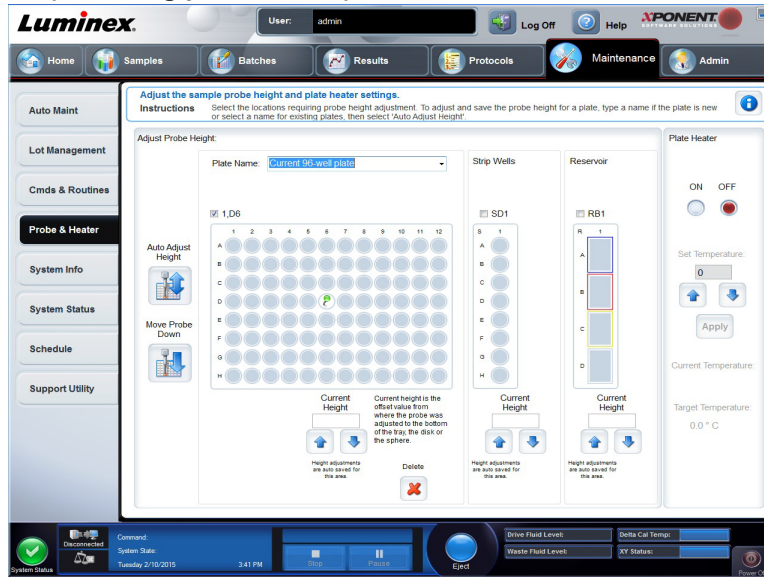 Luminex.
User: admin
Log Off
Help
XPONENT
SOFTWARE SOLUTIONS
Home
Samples
Batches
Results
Protocols
Maintenance
Admin
Auto Maint
Lot Management
Cmds & Routines
Probe & Heater
System Info
System Status
Schedule
Support Utility
Adjust the sample probe height and plate heater settings.
Instructions
Select the locations requiring probe height adjustment. To adjust and save the probe height for a plate, type a name if the plate is new
or select a name for existing plates, then select 'Auto Adjust Height'.
Adjust Probe Height:
Plate Name: Current 96-well plate
1,D6
1 2 3 4 5 6 7 8 9 10 11 12
A
B
C
D
E
F
G
H
Auto Adjust
Height
Move Probe
Down
Current
Height
Current height is the
offset value from
where the probe was
adjusted to the bottom
of the tray, the disk or
the sphere.
Height adjustments
are auto saved for
this area.
Delete
Strip Wells
SD1
S 1
A
B
C
D
E
F
G
H
Current
Height
Height adjustments
are auto saved for
this area.
Reservoir
RB1
R 1
A
B
C
D
Current
Height
Height adjustments
are auto saved for
this area.
Plate Heater
ON OFF
Set Temperature:
0
Apply
Current Temperature:
Target Temperature:
0.0 ° C
System Status
Disconnected
Command:
System State:
Tuesday 2/10/2015 3:41 PM
Stop
Pause
Eject
Drive Fluid Level:
Waste Fluid Level:
Delta Cal Temp:
XY Status: